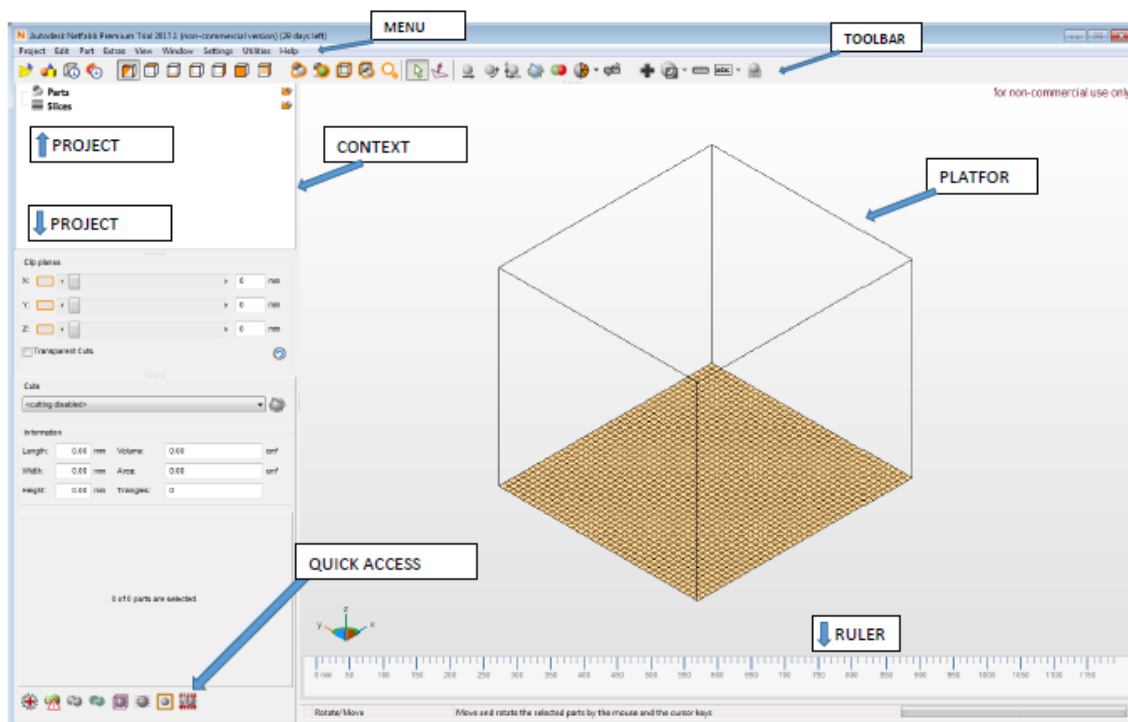 MENU
TOOLBAR
Autodesk Netfabb Premium Trial 2017.1 (non-commercial version) (29 days left)
Project Edit Part Extras View Window Settings Utilities Help
abc
for non-commercial use only
Parts
Slices
PROJECT
CONTEXT
PLATFOR
PROJECT
Clip planes
X: 0 mm
Y: 0 mm
Z: 0 mm
Transparent Cuts
Cuts
<cutting disabled>
Information
Length: 0.00 mm Volume: 0.00 cm³
Width: 0.00 mm Area: 0.00 cm²
Height: 0.00 mm Triangles: 0
QUICK ACCESS
0 of 0 parts are selected.
z
y x
RULER
0 mm 50 100 150 200 250 300 350 400 450 500 550 600 650 700 750 800 850 900 950 1000 1050 1100 1150
Rotate/Move Move and rotate the selected parts by the mouse and the cursor keys